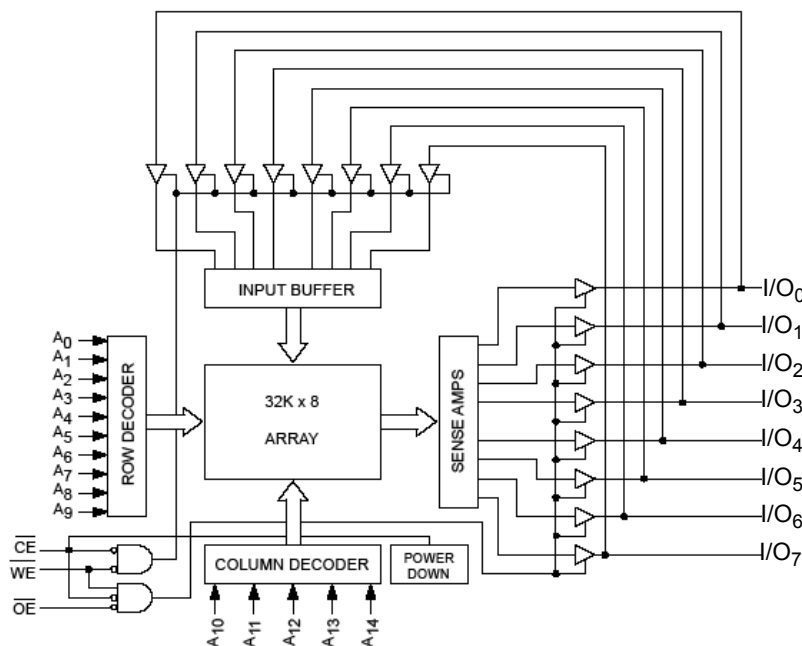 INPUT BUFFER
I/O0
I/O1
I/O2
I/O3
I/O4
I/O5
I/O6
I/O7
A0
A1
A2
A3
A4
A5
A6
A7
A8
A9
ROW DECODER
32K x 8
ARRAY
SENSE AMPS
CE
WE
OE
COLUMN DECODER
POWER
DOWN
A10
A11
A12
A13
A14